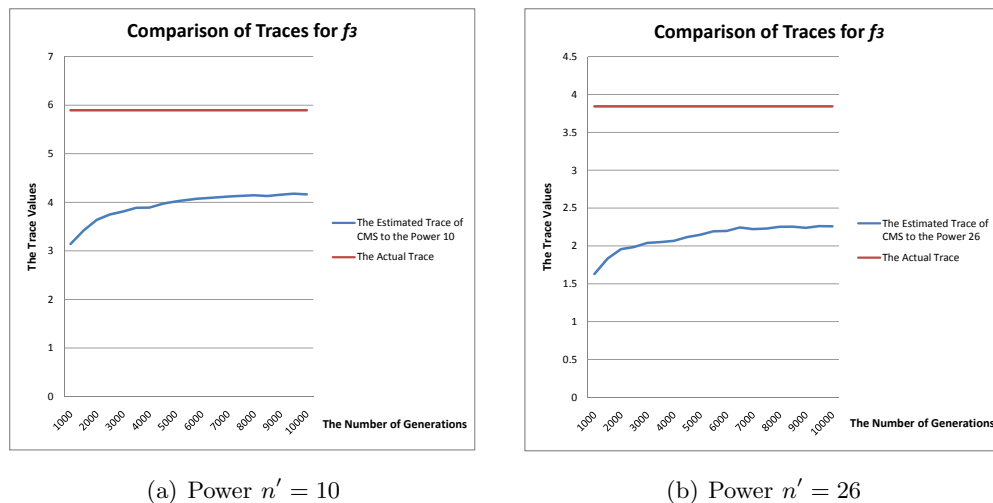 Comparison of Traces for f3
7
6
5
4
3
2
1
0
The Trace Values
The Estimated Trace of
CMS to the Power 10
The Actual Trace
1000
2000
3000
4000
5000
6000
7000
8000
9000
10000
The Number of Generations
(a) Power n′ = 10
Comparison of Traces for f3
4.5
4
3.5
3
2.5
2
1.5
1
0.5
0
The Trace Values
The Estimated Trace of
CMS to the Power 26
The Actual Trace
1000
2000
3000
4000
5000
6000
7000
8000
9000
10000
The Number of Generations
(b) Power n′ = 26